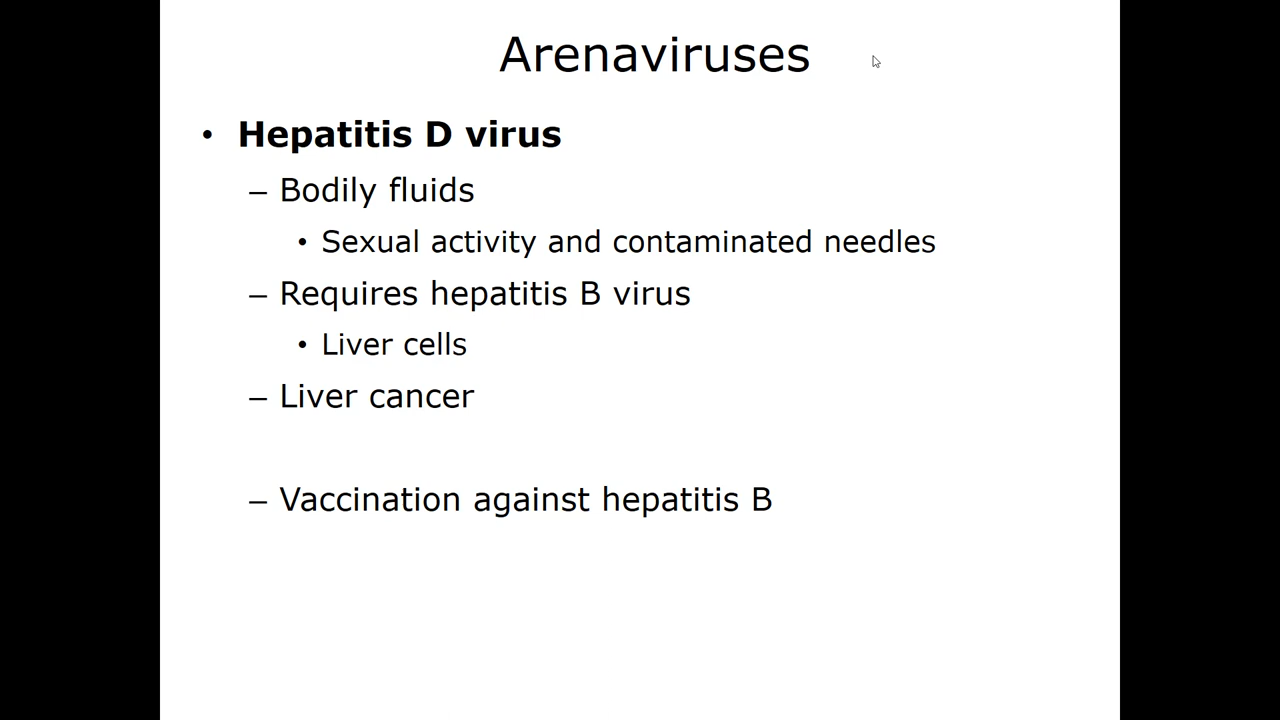 Arenaviruses
• Hepatitis D virus
– Bodily fluids
• Sexual activity and contaminated needles
– Requires hepatitis B virus
• Liver cells
– Liver cancer
– Vaccination against hepatitis B